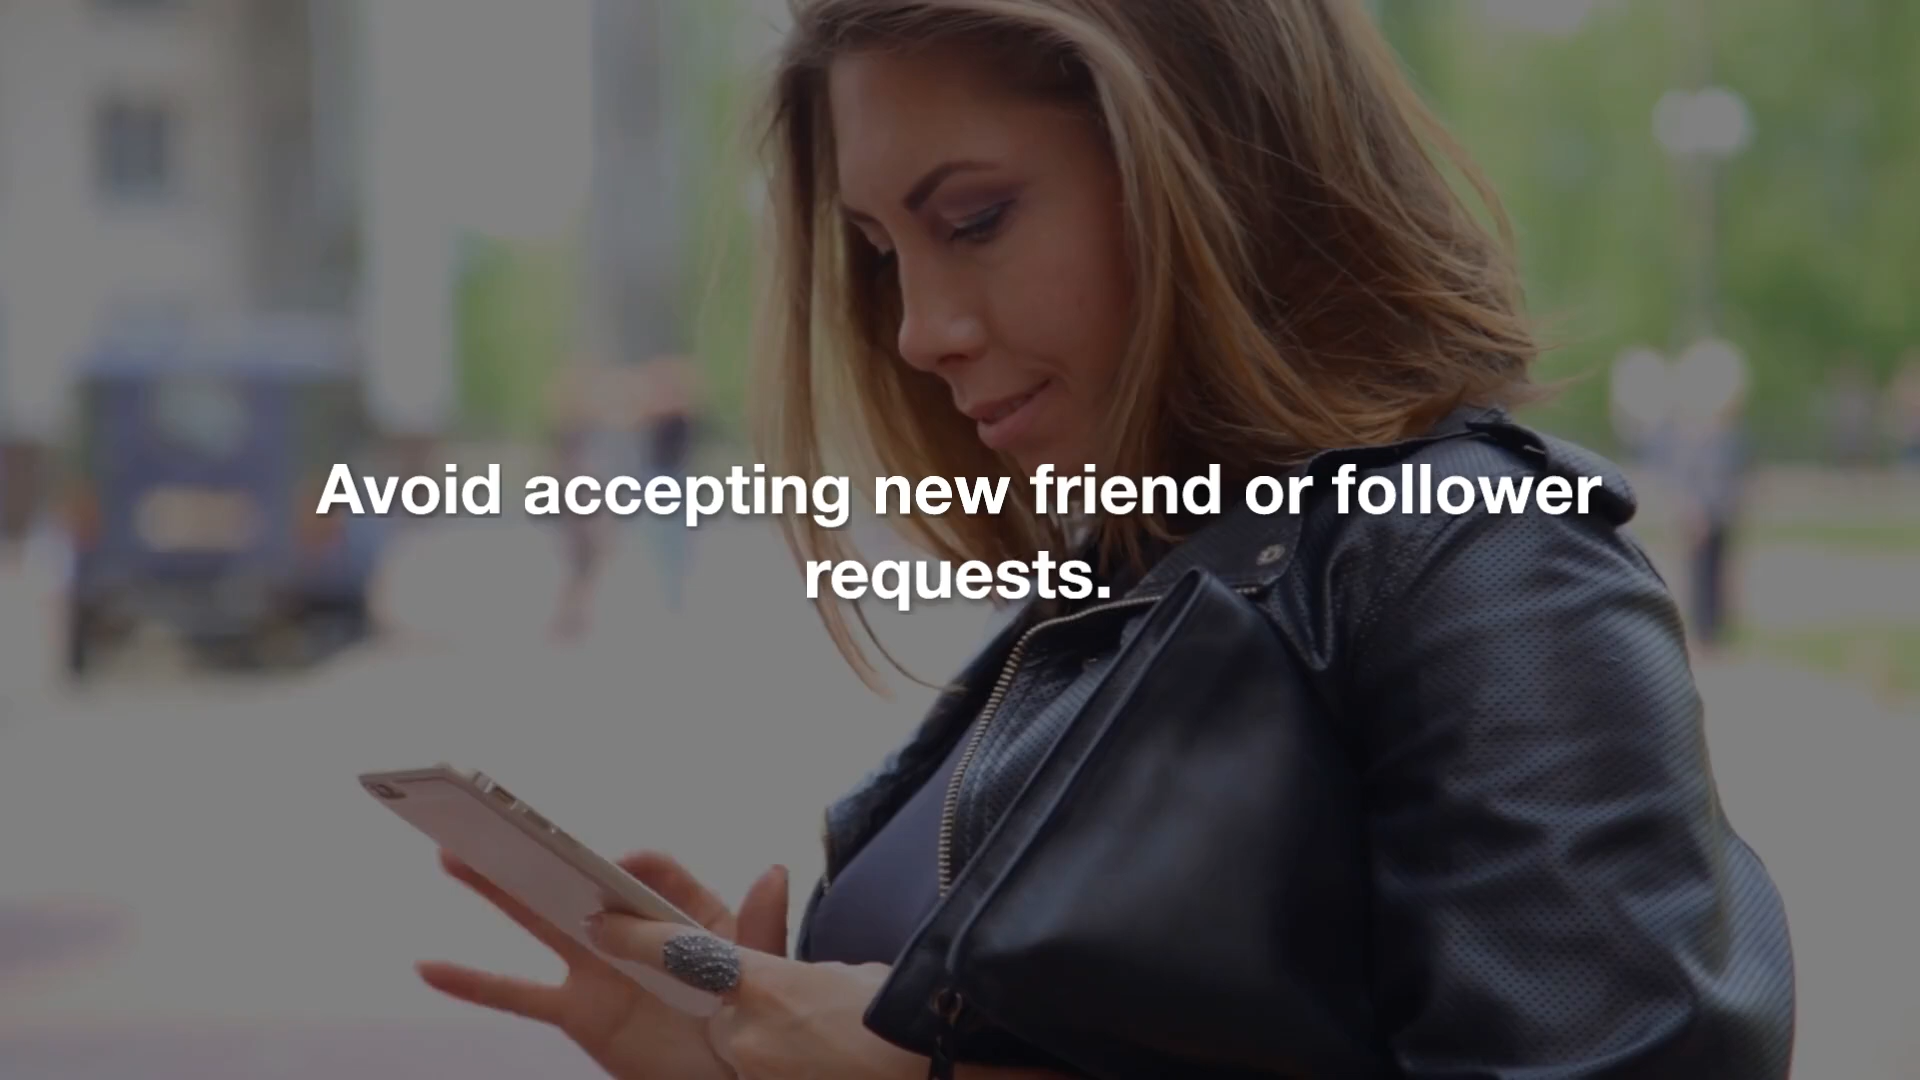 Avoid accepting new friend or follower
requests.